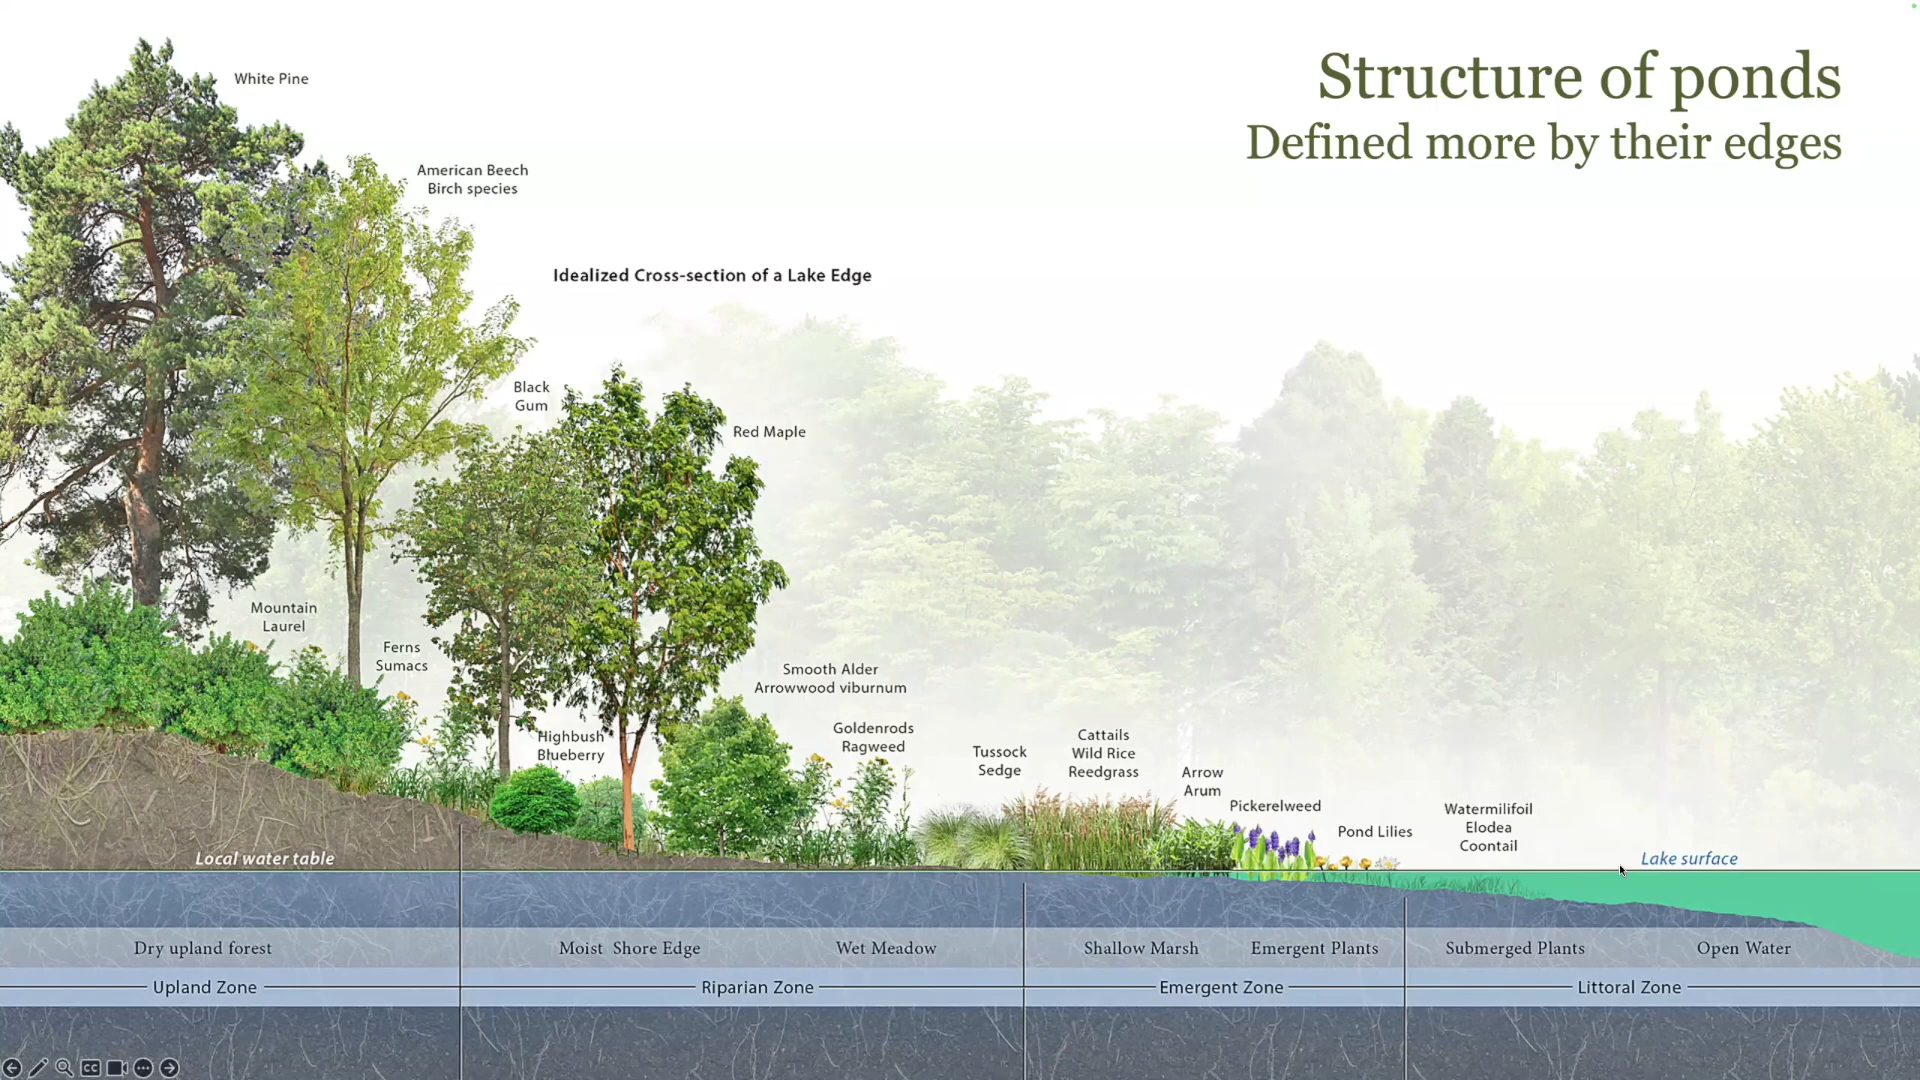 Structure of ponds
Defined more by their edges
White Pine
American Beech
Birch species
Idealized Cross-section of a Lake Edge
Black
Gum
Red Maple
Mountain
Laurel
Ferns
Sumacs
Smooth Alder
Arrowwood viburnum
Highbush
Blueberry
Goldenrods
Ragweed
Tussock
Sedge
Cattails
Wild Rice
Reedgrass
Arrow
Arum
Pickerelweed
Pond Lilies
Watermilifoil
Elodea
Coontail
Local water table
Lake surface
Dry upland forest
Moist Shore Edge
Wet Meadow
Shallow Marsh
Emergent Plants
Submerged Plants
Open Water
Upland Zone
Riparian Zone
Emergent Zone
Littoral Zone
CC